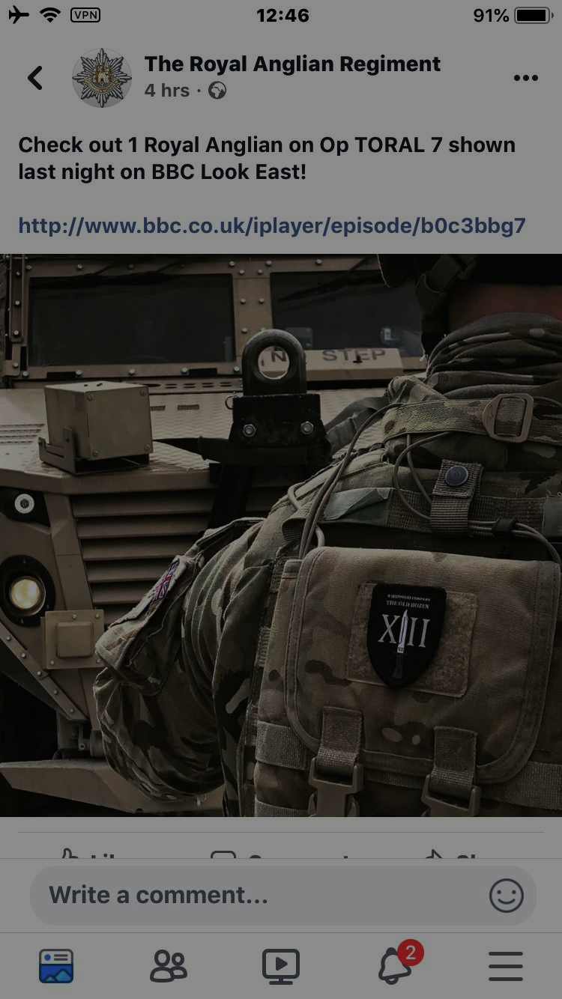 VPN
12:46
91%
The Royal Anglian Regiment
4 hrs ·
Check out 1 Royal Anglian on Op TORAL 7 shown
last night on BBC Look East!
http://www.bbc.co.uk/iplayer/episode/b0c3bbg7
STEP
COMPANY
THE OLD DOZEN
XIII
Write a comment...
2